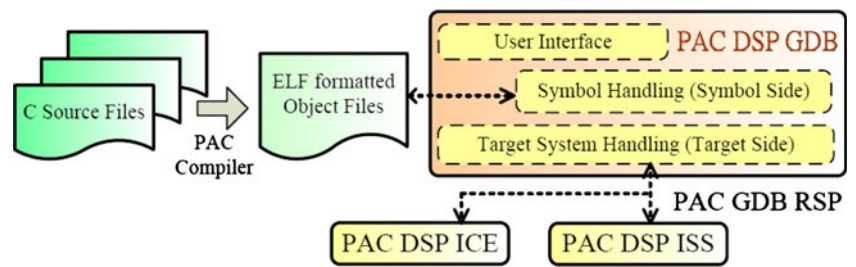 C Source Files
PAC
Compiler
ELF formatted
Object Files
User Interface
PAC DSP GDB
Symbol Handling (Symbol Side)
Target System Handling (Target Side)
PAC GDB RSP
PAC DSP ICE
PAC DSP ISS